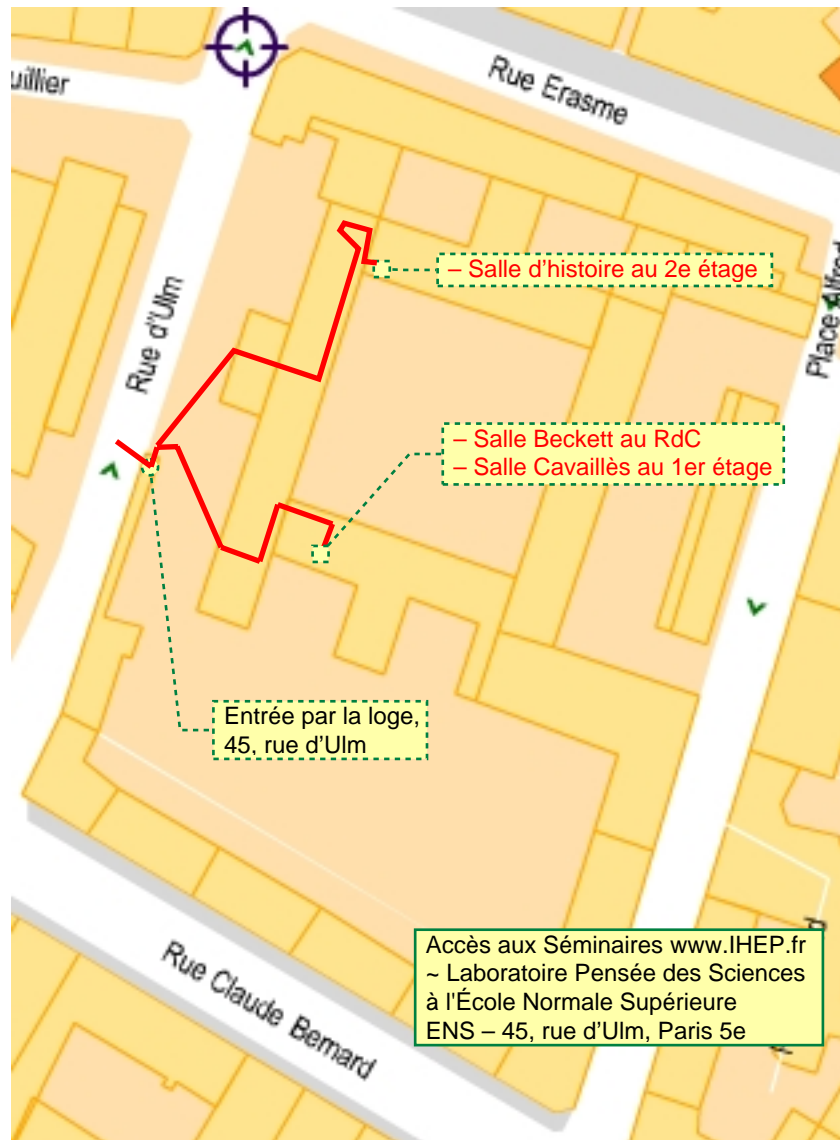 uillier
Rue Erasme
– Salle d'histoire au 2e étage
Rue d'Ulm
Place Alfred
– Salle Beckett au RdC
– Salle Cavaillès au 1er étage
Entrée par la loge,
45, rue d'Ulm
Rue Claude Bernard
Accès aux Séminaires www.IHEP.fr
~ Laboratoire Pensée des Sciences
à l'École Normale Supérieure
ENS – 45, rue d'Ulm, Paris 5e